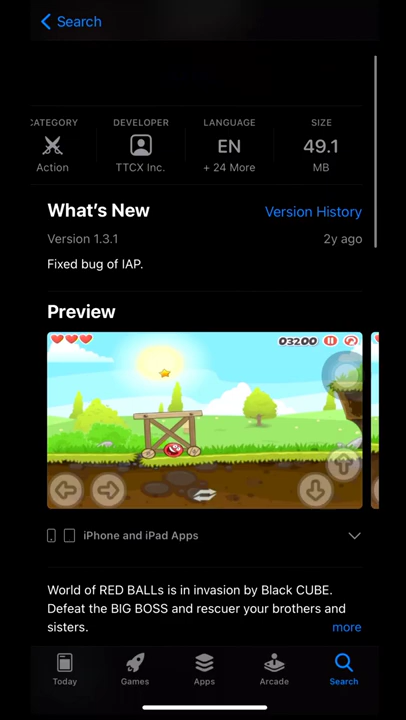 Search
CATEGORY DEVELOPER LANGUAGE SIZE
EN 49.1
Action TTCX Inc. + 24 More MB
What's New Version History
Version 1.3.1 2y ago
Fixed bug of IAP.
Preview
03200
iPhone and iPad Apps
World of RED BALLs is in invasion by Black CUBE.
Defeat the BIG BOSS and rescuer your brothers and
sisters. more
Today Games Apps Arcade Search